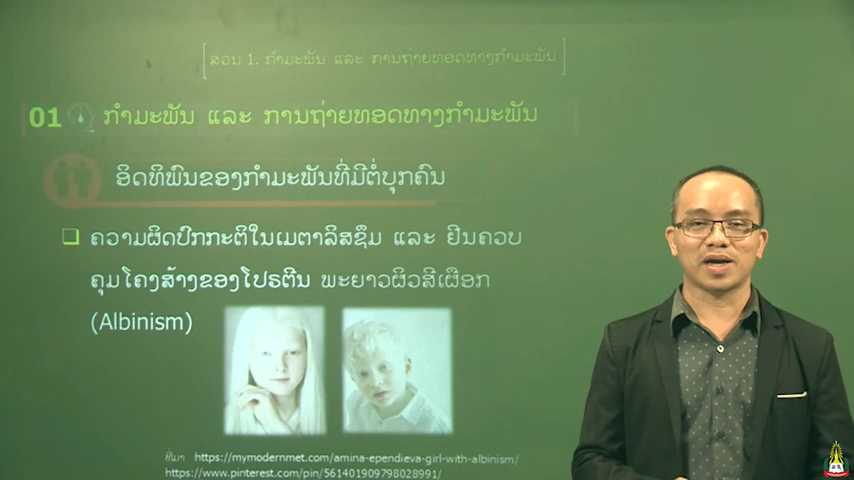 ສ່ວນ 1. ກຳມະພັນ ແລະ ການຖ່າຍທອດທາງກຳມະພັນ
01 ກຳມະພັນ ແລະ ການຖ່າຍທອດທາງກຳມະພັນ
ອິດທິພົນຂອງກຳມະພັນທີ່ມີຕໍ່ບຸກຄົນ
ຄວາມຜິດປົກກະຕິໃນເມຕາລິສຊຶມ ແລະ ຢີນຄວບ
ຄຸມໂຄງສ້າງຂອງໂປຣຕີນ ພະຍາດຜິວສີເຜືອກ
(Albinism)
ທີ່ມາ https://mymodernmet.com/amina-ependieva-girl-with-albinism/
https://www.pinterest.com/pin/561401909798028991/